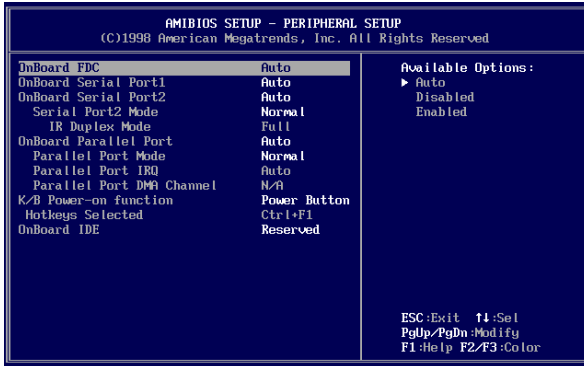 AMIBIOS SETUP - PERIPHERAL SETUP
(C)1998 American Megatrends, Inc. All Rights Reserved
OnBoard FDC Auto
OnBoard Serial Port1 Auto
OnBoard Serial Port2 Auto
Serial Port2 Mode Normal
IR Duplex Mode Full
OnBoard Parallel Port Auto
Parallel Port Mode Normal
Parallel Port IRQ Auto
Parallel Port DMA Channel N/A
K/B Power-on function Power Button
Hotkeys Selected Ctrl+F1
OnBoard IDE Reserved
Available Options:
▶ Auto
Disabled
Enabled
ESC:Exit ↑↓:Sel
PgUp/PgDn:Modify
F1:Help F2/F3:Color